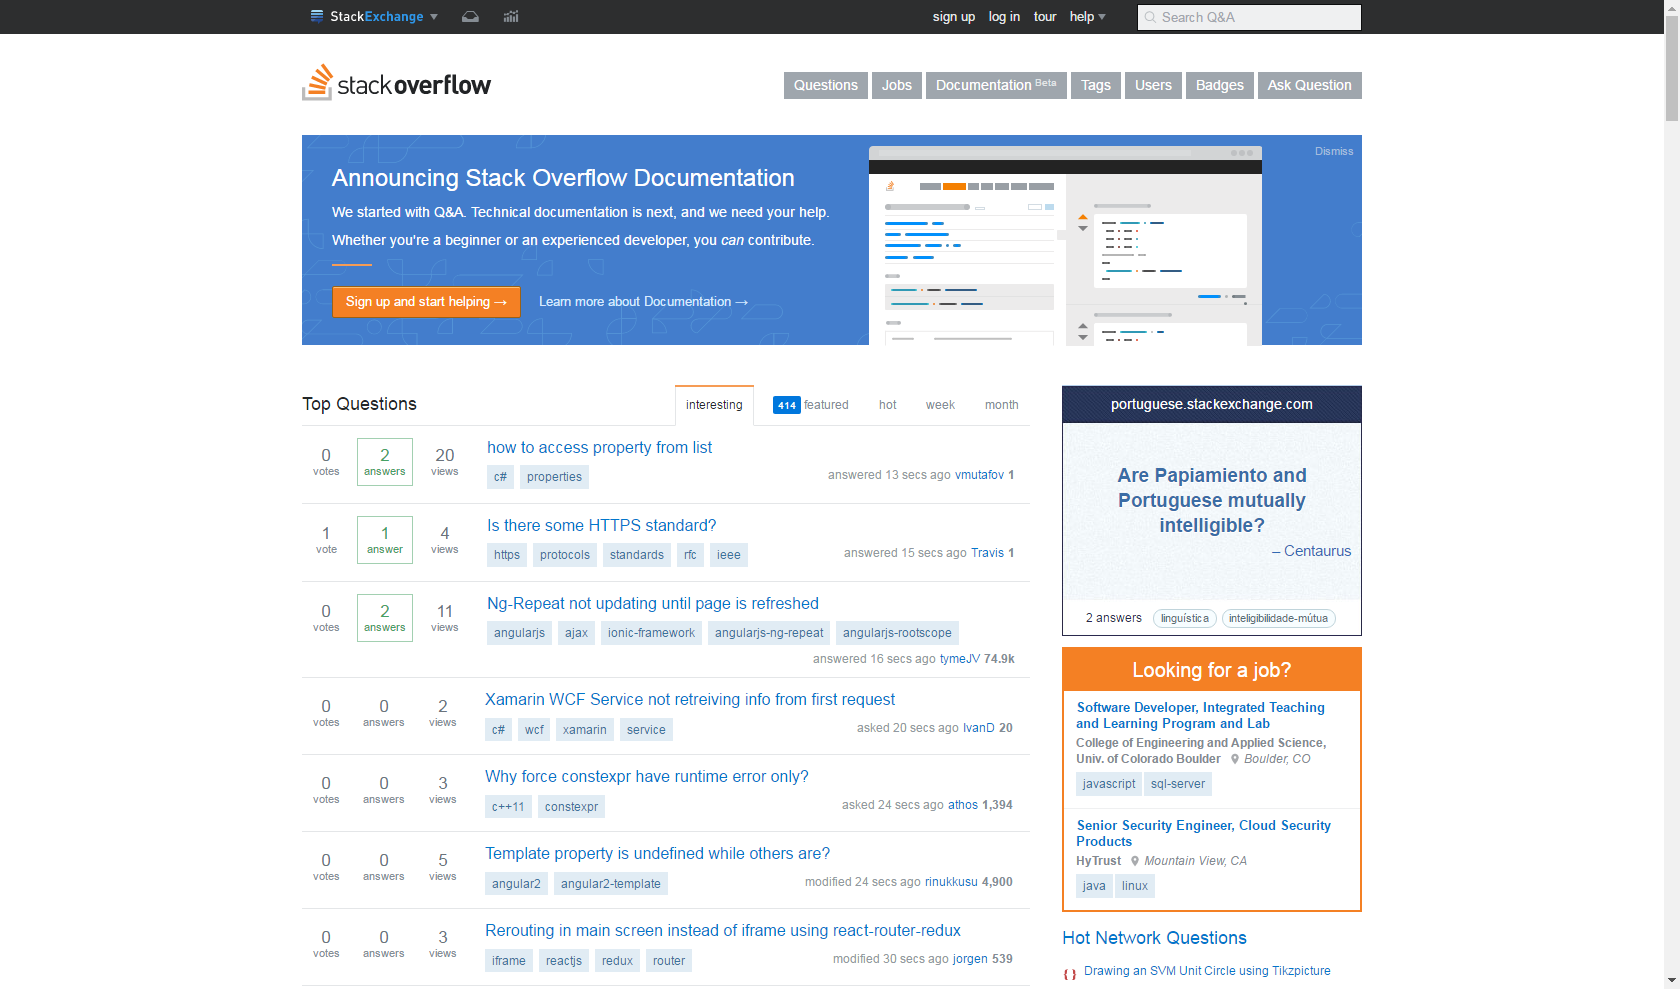 StackExchange
sign up log in tour help
Search Q&A
stackoverflow
Questions Jobs Documentation Beta Tags Users Badges Ask Question
Dismiss
Announcing Stack Overflow Documentation
We started with Q&A. Technical documentation is next, and we need your help.
Whether you're a beginner or an experienced developer, you can contribute.
Sign up and start helping → Learn more about Documentation →
Top Questions
interesting 414 featured hot week month
0 votes 2 answers 20 views
how to access property from list
c# properties
answered 13 secs ago vmutafov 1
1 vote 1 answer 4 views
Is there some HTTPS standard?
https protocols standards rfc ieee
answered 15 secs ago Travis 1
0 votes 2 answers 11 views
Ng-Repeat not updating until page is refreshed
angularjs ajax ionic-framework angularjs-ng-repeat angularjs-rootscope
answered 16 secs ago tymeJV 74.9k
0 votes 0 answers 2 views
Xamarin WCF Service not retreiving info from first request
c# wcf xamarin service
asked 20 secs ago IvanD 20
0 votes 0 answers 3 views
Why force constexpr have runtime error only?
c++11 constexpr
asked 24 secs ago athos 1,394
0 votes 0 answers 5 views
Template property is undefined while others are?
angular2 angular2-template
modified 24 secs ago rinukkusu 4,900
0 votes 0 answers 3 views
Rerouting in main screen instead of iframe using react-router-redux
iframe reactjs redux router
modified 30 secs ago jorgen 539
portuguese.stackexchange.com
Are Papiamiento and
Portuguese mutually
intelligible?
– Centaurus
2 answers linguística inteligibilidade-mútua
Looking for a job?
Software Developer, Integrated Teaching
and Learning Program and Lab
College of Engineering and Applied Science,
Univ. of Colorado Boulder Boulder, CO
javascript sql-server
Senior Security Engineer, Cloud Security
Products
HyTrust Mountain View, CA
java linux
Hot Network Questions
Drawing an SVM Unit Circle using Tikzpicture